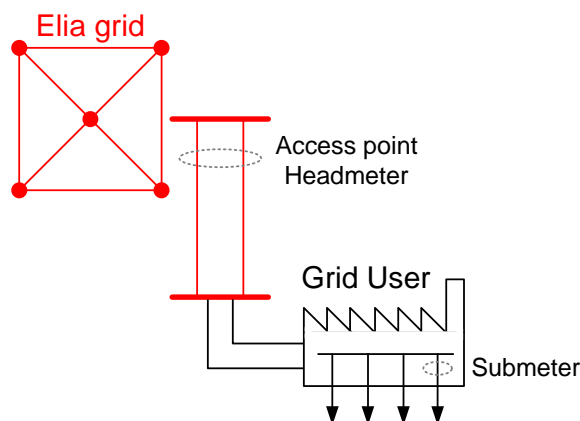 Elia grid
Access point
Headmeter
Grid User
Submeter